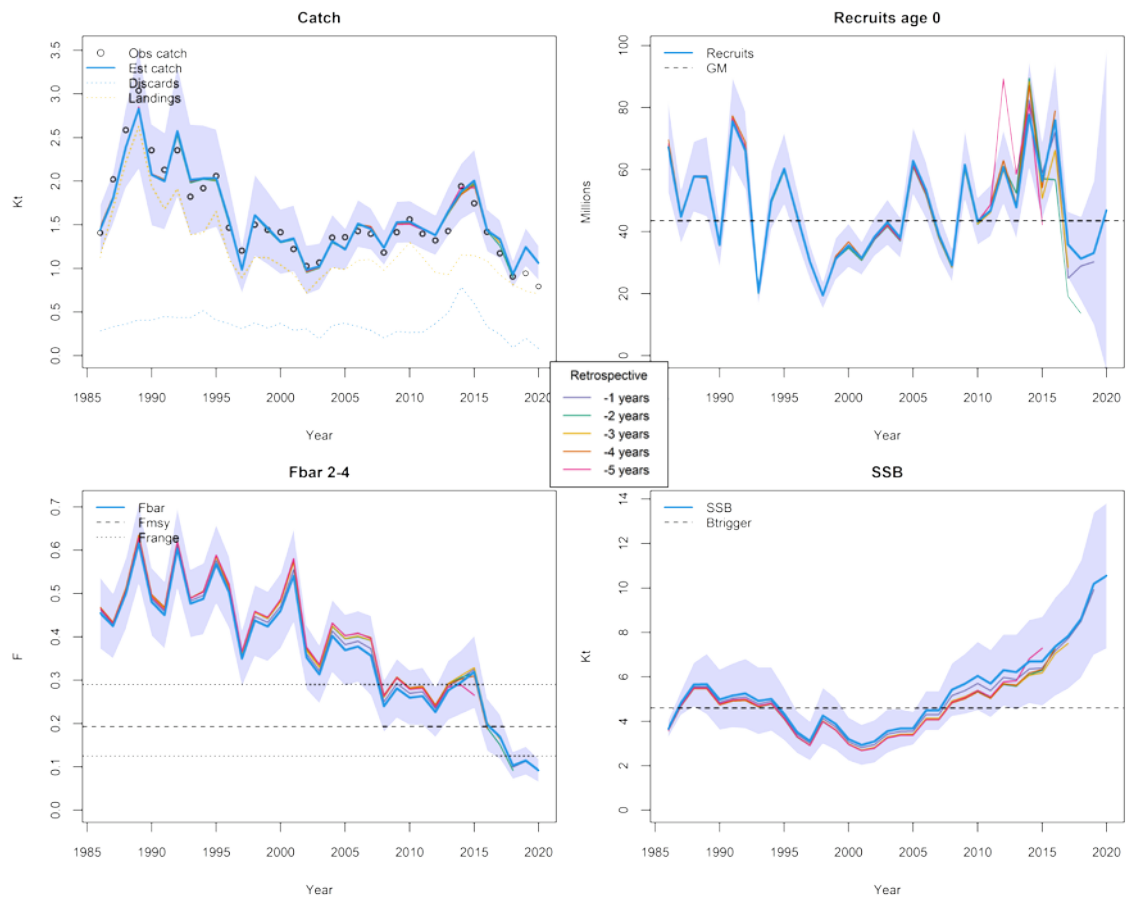 Catch
3.5
3.0
2.5
2.0
1.5
1.0
0.5
0.0
Kt
Obs catch
Est catch
Discards
Landings
1985 1990 1995 2000 2005 2010 2015 2020
Year
Recruits age 0
100
80
60
40
20
0
Millions
Recruits
GM
1990 1995 2000 2005 2010 2015 2020
Year
Retrospective
-1 years
-2 years
-3 years
-4 years
-5 years
Fbar 2-4
0.7
0.6
0.5
0.4
0.3
0.2
0.1
0.0
F
Fbar
Fmsy
Frange
1985 1990 1995 2000 2005 2010 2015 2020
Year
SSB
14
12
10
8
6
4
2
0
Kt
SSB
Btrigger
1985 1990 1995 2000 2005 2010 2015 2020
Year